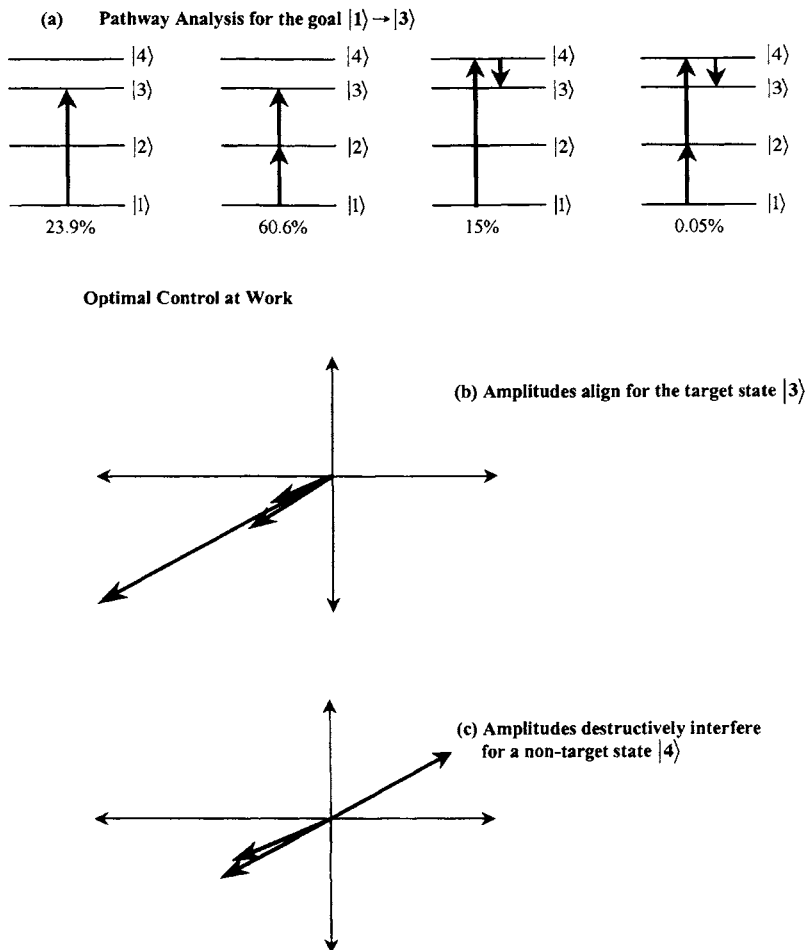 (a) Pathway Analysis for the goal |1⟩→|3⟩
|4⟩ |4⟩ |4⟩ |4⟩
|3⟩ |3⟩ |3⟩ |3⟩
|2⟩ |2⟩ |2⟩ |2⟩
|1⟩ |1⟩ |1⟩ |1⟩
23.9% 60.6% 15% 0.05%
Optimal Control at Work
(b) Amplitudes align for the target state |3⟩
(c) Amplitudes destructively interfere
for a non-target state |4⟩